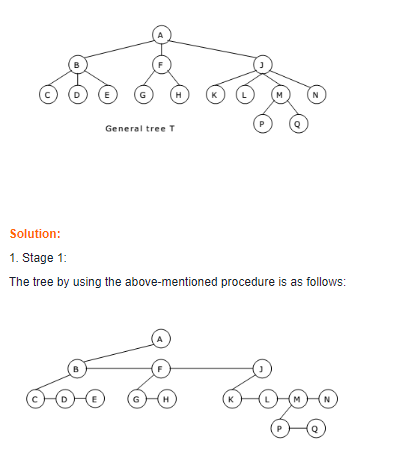 A
B F J
C D E G H K L M N
General tree T
P Q
Solution:
1. Stage 1:
The tree by using the above-mentioned procedure is as follows:
A
B F J
C D E G H K L M N
P Q